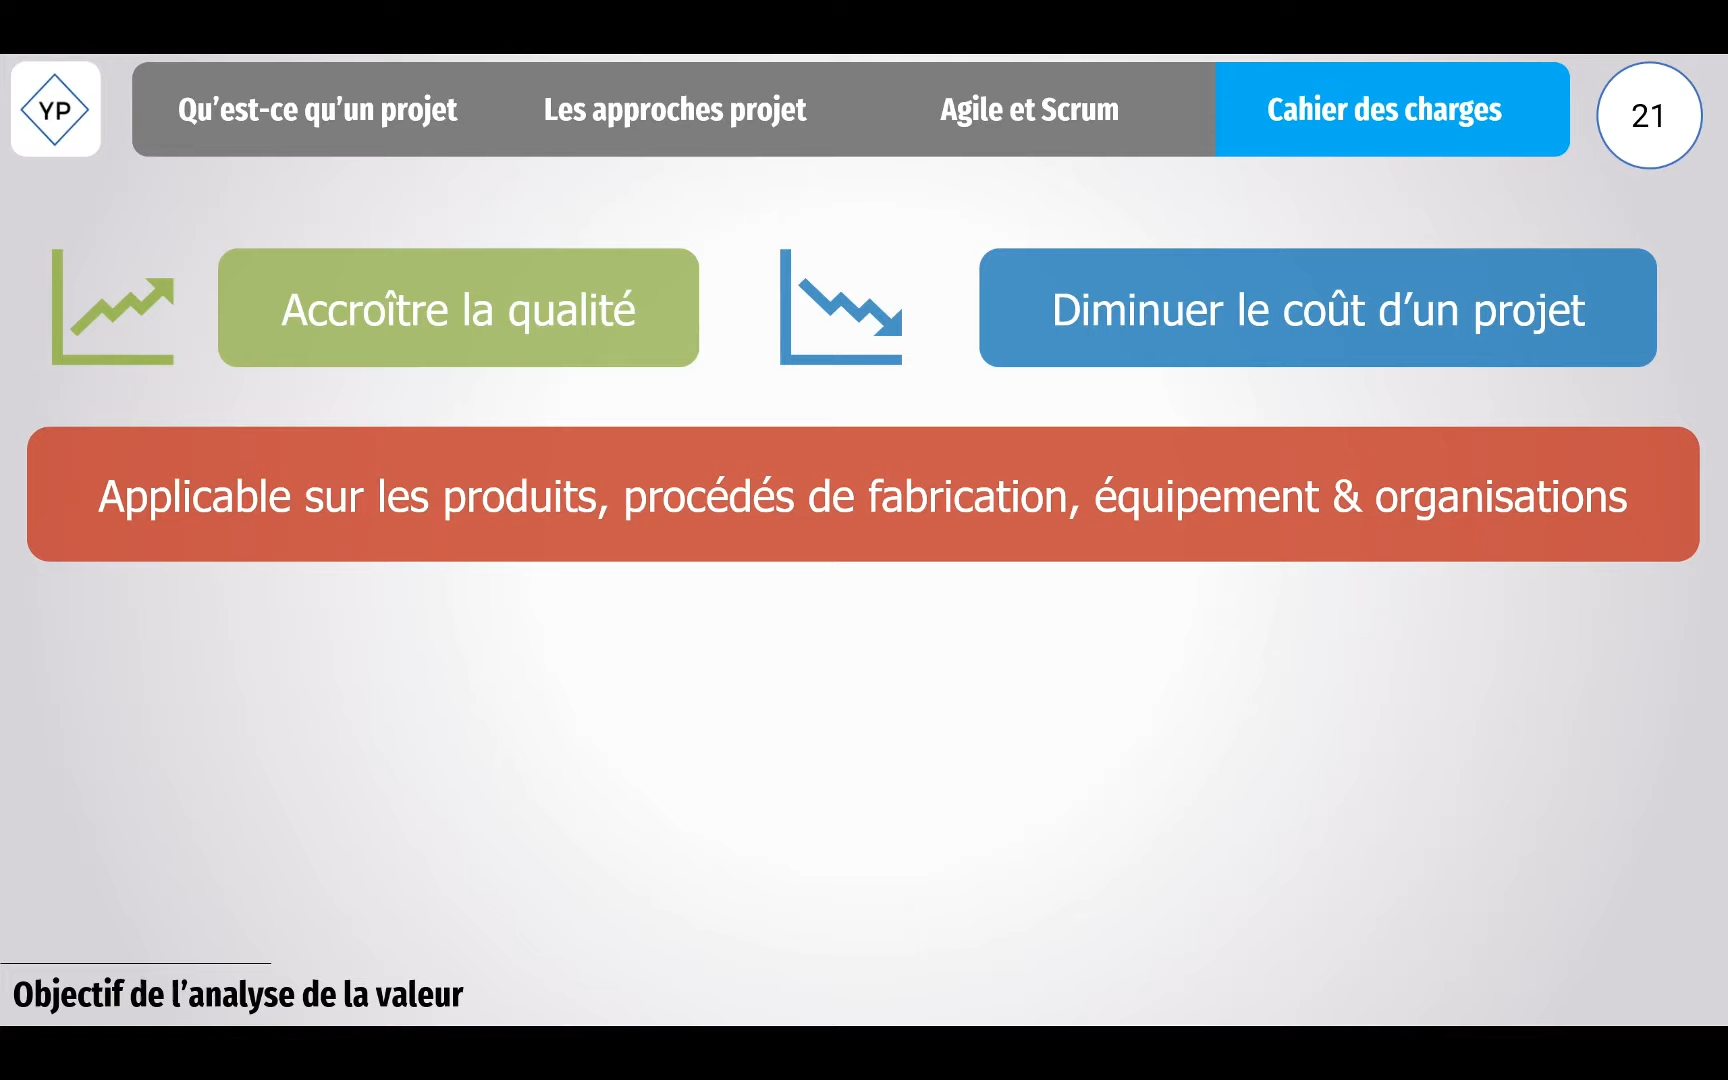 YP
Qu’est-ce qu’un projet
Les approches projet
Agile et Scrum
Cahier des charges
21
Accroître la qualité
Diminuer le coût d’un projet
Applicable sur les produits, procédés de fabrication, équipement & organisations
Objectif de l’analyse de la valeur